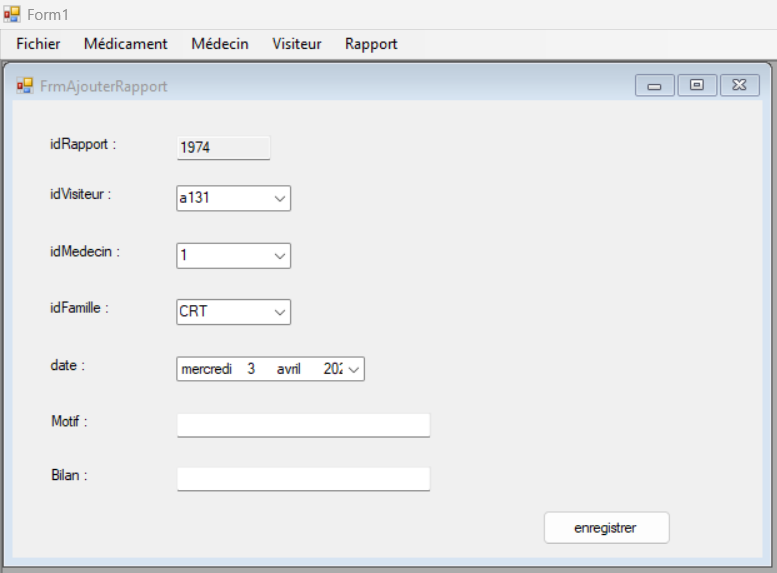 Form1
Fichier Médicament Médecin Visiteur Rapport
FrmAjouterRapport
idRapport : 1974
idVisiteur : a131
idMedecin : 1
idFamille : CRT
date : mercredi 3 avril 202
Motif :
Bilan :
enregistrer